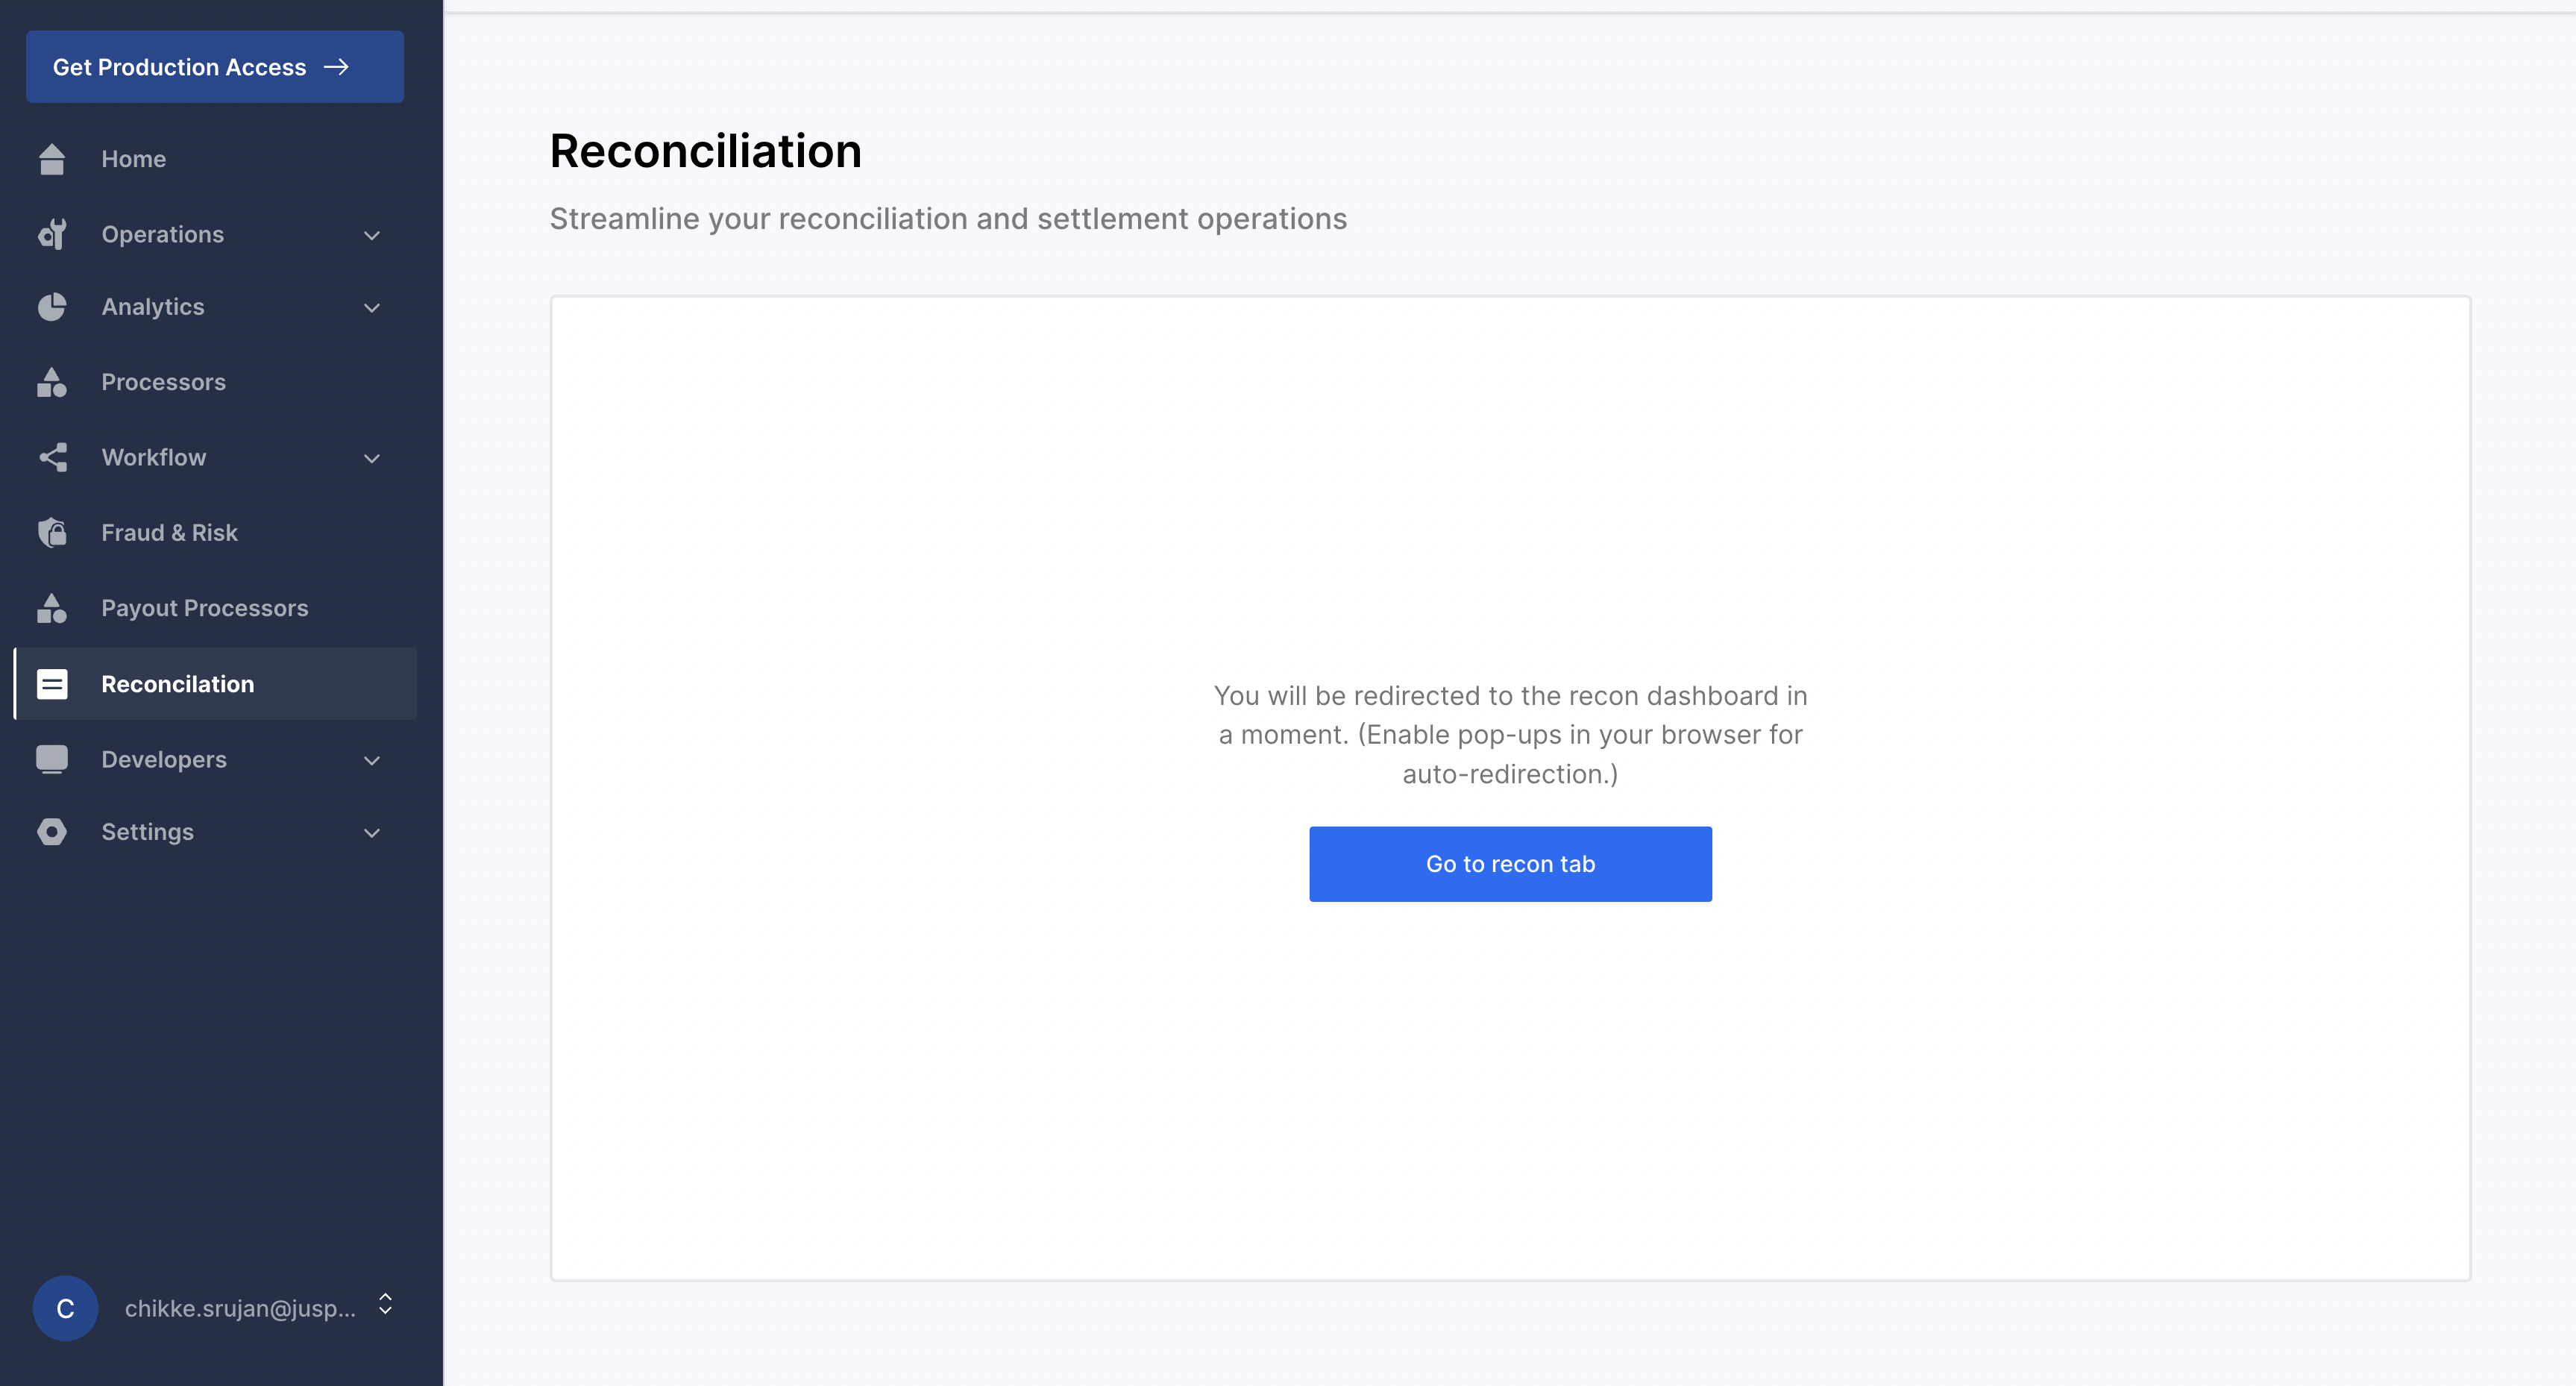 Get Production Access
Home
Operations
Analytics
Processors
Workflow
Fraud & Risk
Payout Processors
Reconcilation
Developers
Settings
C
chikke.srujan@jusp...
Reconciliation
Streamline your reconciliation and settlement operations
You will be redirected to the recon dashboard in
a moment. (Enable pop-ups in your browser for
auto-redirection.)
Go to recon tab